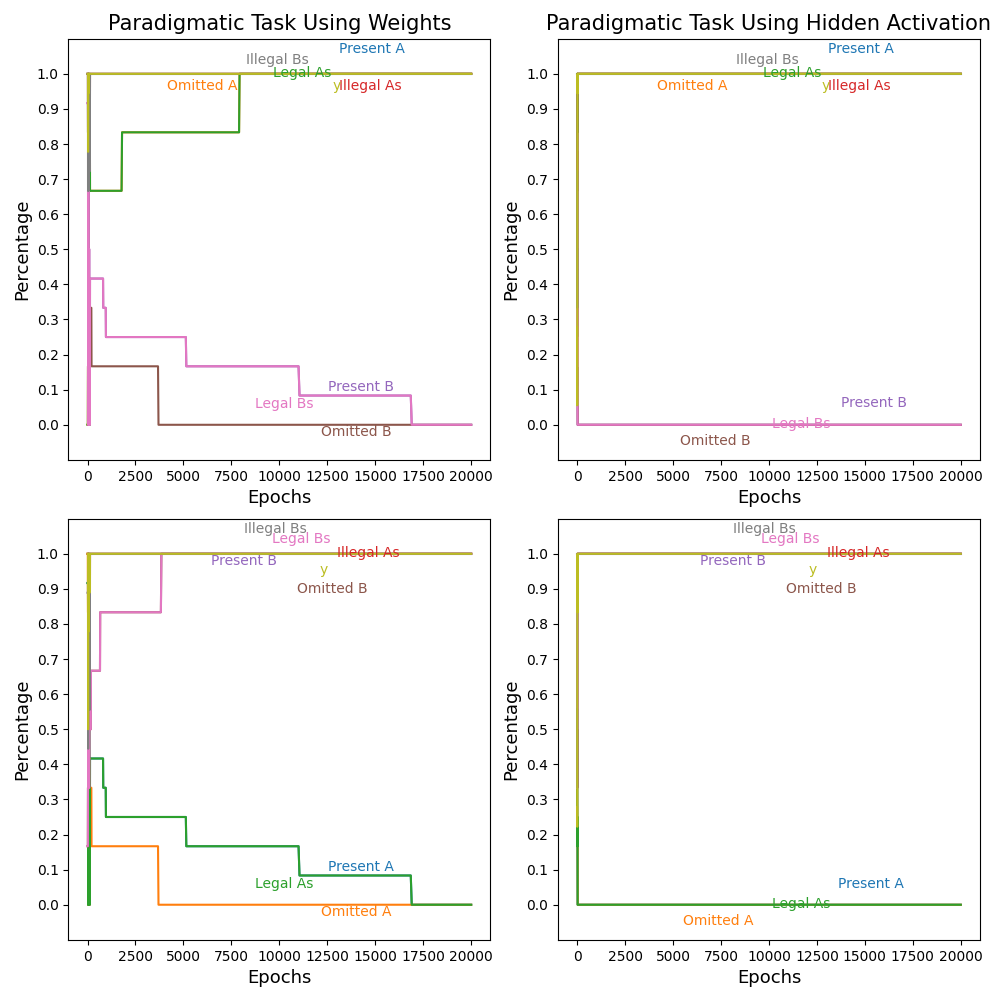 Paradigmatic Task Using Weights
Paradigmatic Task Using Hidden Activation
Present A
Illegal Bs
Legal As
Omitted A
y
Illegal As
1.0
0.9
0.8
0.7
0.6
0.5
0.4
0.3
0.2
0.1
0.0
Percentage
Present B
Legal Bs
Omitted B
0 2500 5000 7500 10000 12500 15000 17500 20000
Epochs
Present A
Illegal Bs
Legal As
Omitted A
y
Illegal As
1.0
0.9
0.8
0.7
0.6
0.5
0.4
0.3
0.2
0.1
0.0
Percentage
Present B
Legal Bs
Omitted B
0 2500 5000 7500 10000 12500 15000 17500 20000
Epochs
Illegal Bs
Legal Bs
Illegal As
Present B
y
Omitted B
1.0
0.9
0.8
0.7
0.6
0.5
0.4
0.3
0.2
0.1
0.0
Percentage
Present A
Legal As
Omitted A
0 2500 5000 7500 10000 12500 15000 17500 20000
Epochs
Illegal Bs
Legal Bs
Illegal As
Present B
y
Omitted B
1.0
0.9
0.8
0.7
0.6
0.5
0.4
0.3
0.2
0.1
0.0
Percentage
Present A
Legal As
Omitted A
0 2500 5000 7500 10000 12500 15000 17500 20000
Epochs